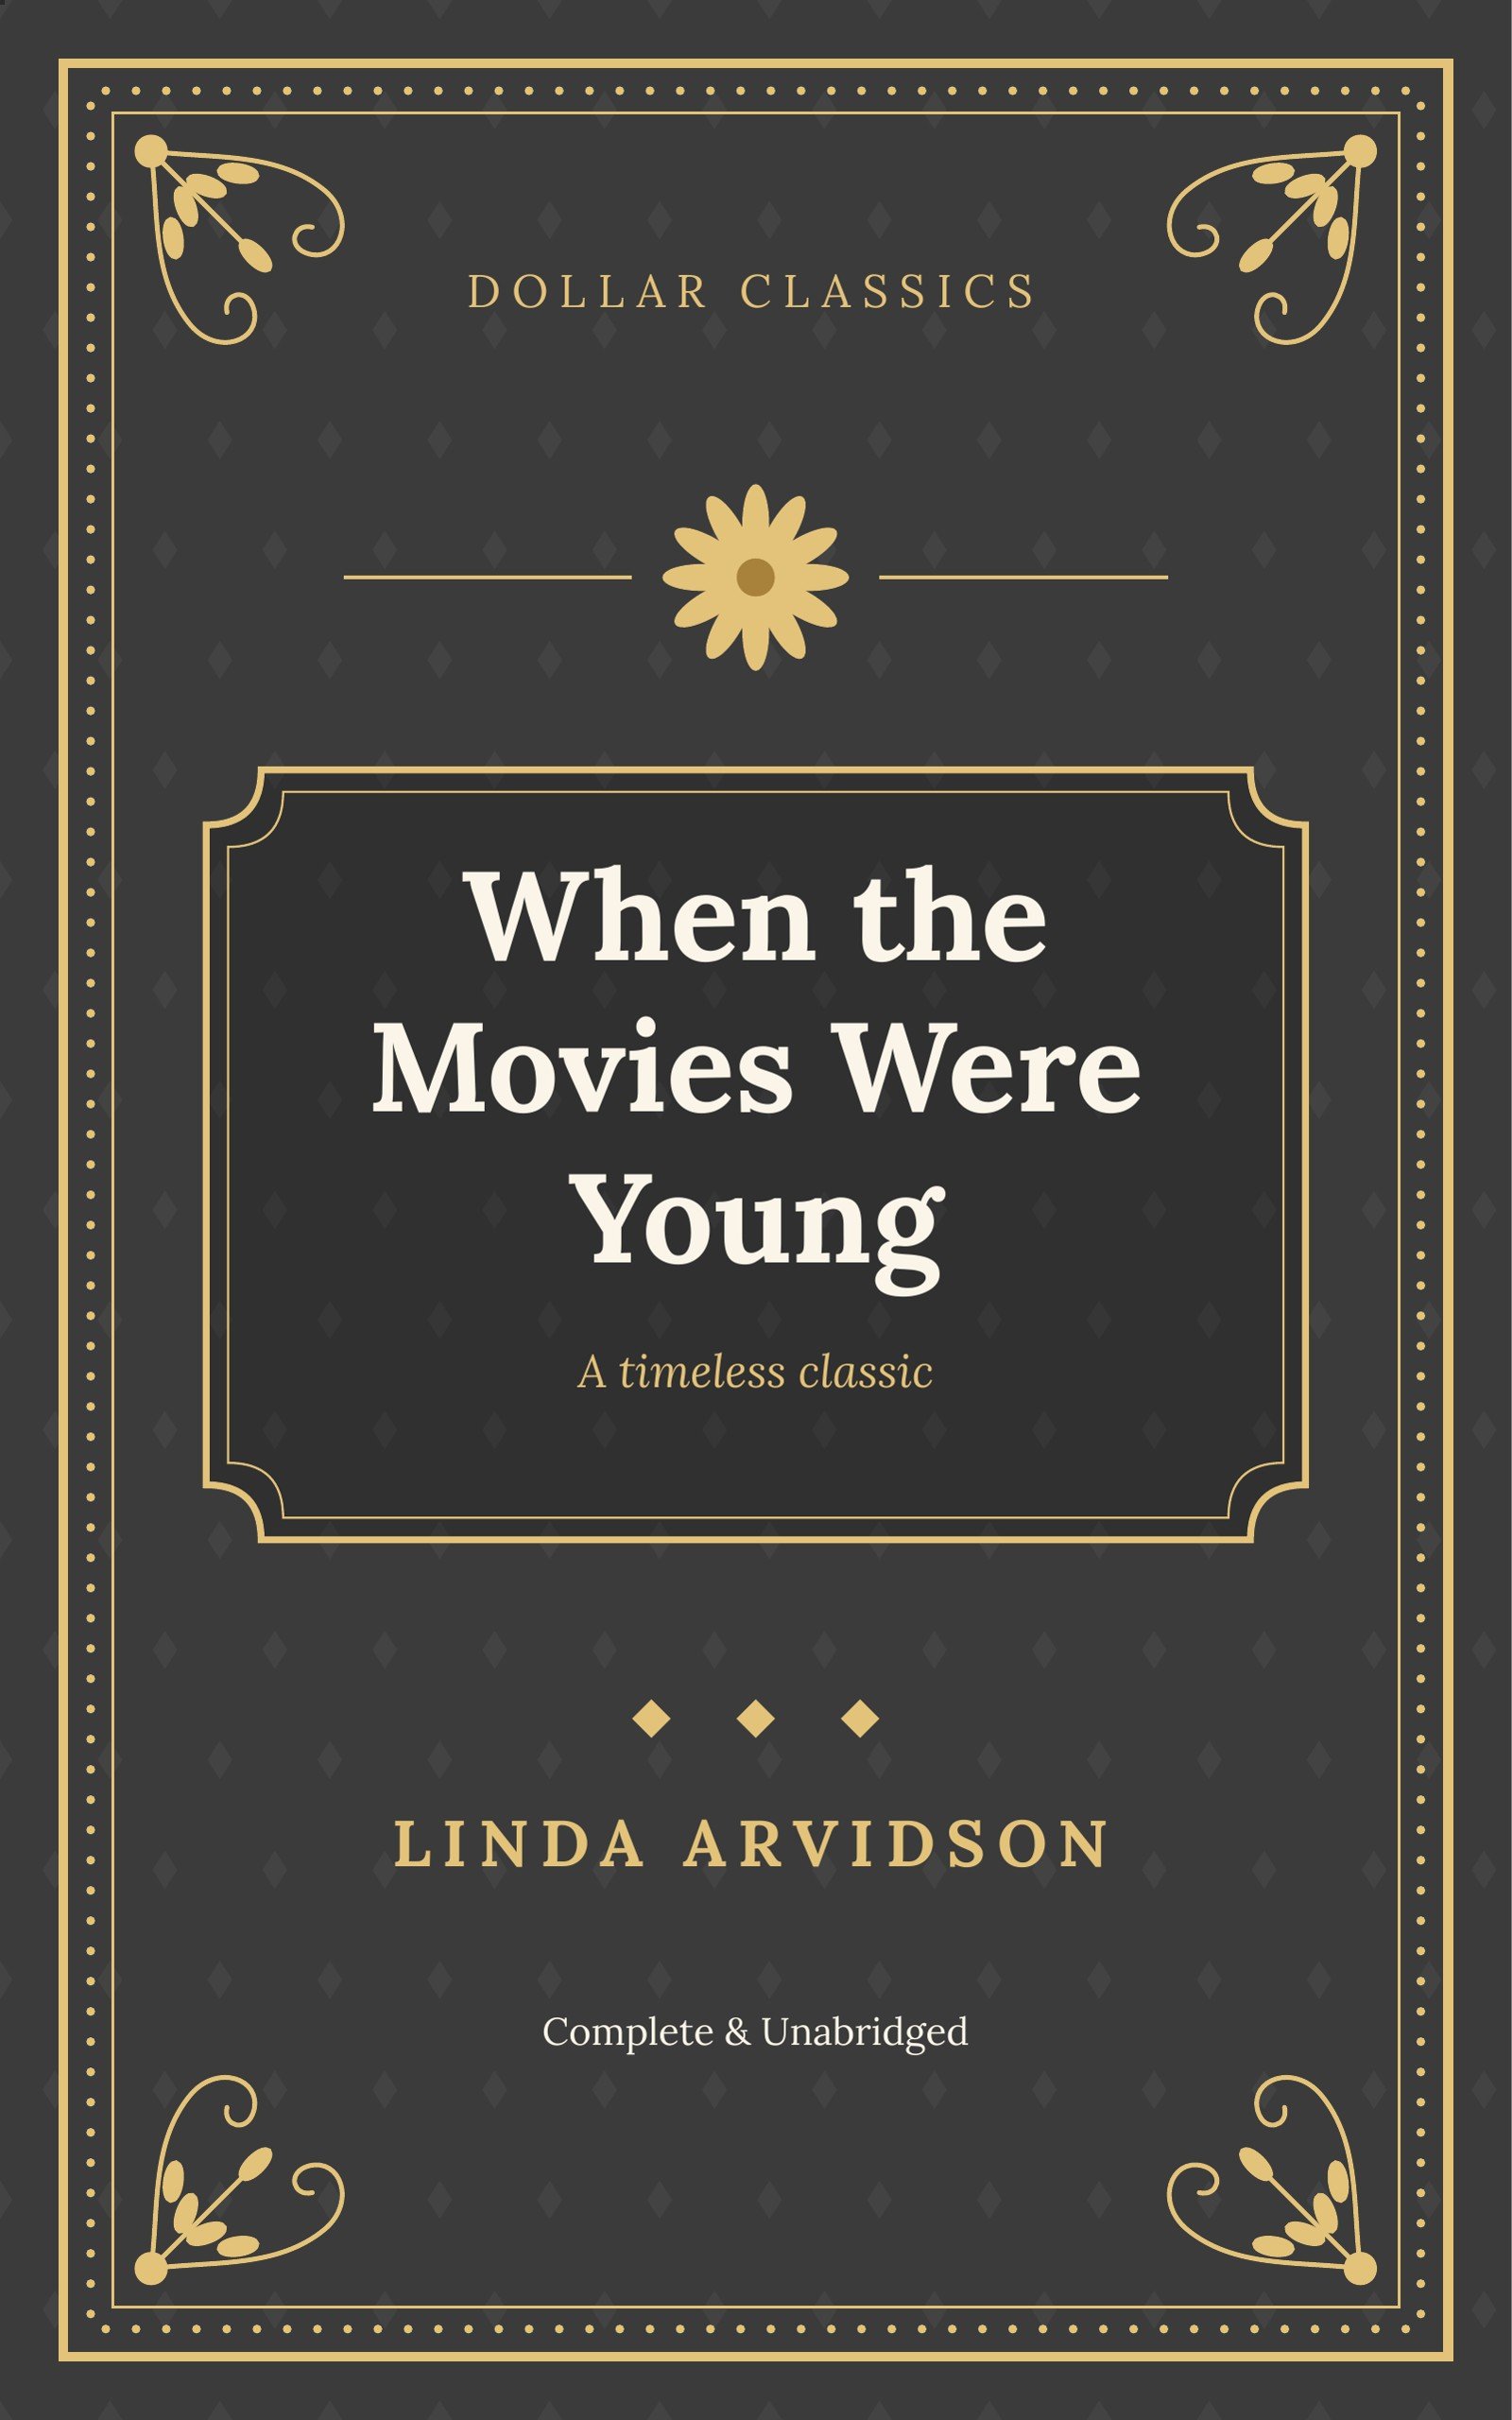 DOLLAR CLASSICS
When the
Movies Were
Young
A timeless classic
LINDA ARVIDSON
Complete & Unabridged